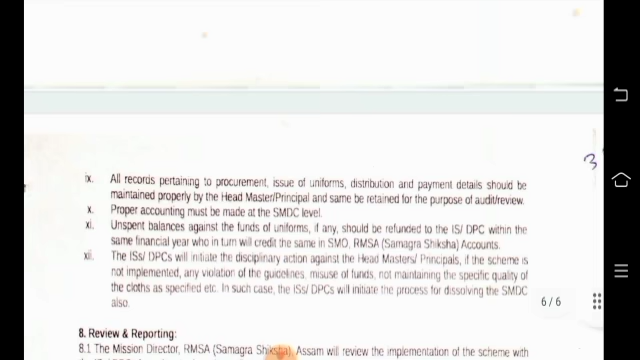 3
ix. All records pertaining to procurement, issue of uniforms, distribution and payment details should be
maintained properly by the Head Master/Principal and same be retained for the purpose of audit/review.
x. Proper accounting must be made at the SMDC level.
xi. Unspent balances against the funds of uniforms, if any, should be refunded to the IS/ DPC within the
same financial year who in turn will credit the same in SMO, RMSA (Samagra Shiksha) Accounts.
xii. The ISs/ DPCs will initiate the disciplinary action against the Head Masters/ Principals, if the scheme is
not implemented, any violation of the guidelines, misuse of funds, not maintaining the specific quality of
the cloths as specified etc. In such case, the ISs/ DPCs will initiate the process for dissolving the SMDC
also.
6/6
8. Review & Reporting:
8.1 The Mission Director, RMSA (Samagra Shiksha), Assam will review the implementation of the scheme with